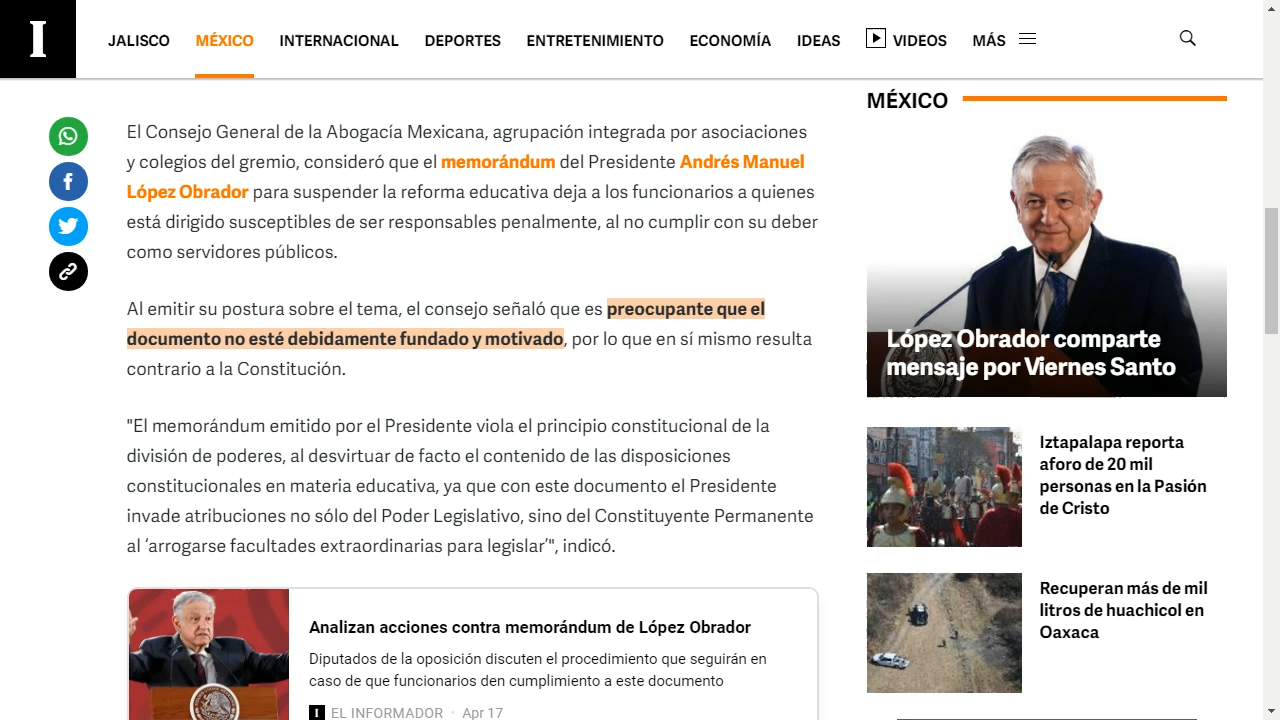 I
JALISCO
MÉXICO
INTERNACIONAL
DEPORTES
ENTRETENIMIENTO
ECONOMÍA
IDEAS
VIDEOS
MÁS
El Consejo General de la Abogacía Mexicana, agrupación integrada por asociaciones
y colegios del gremio, consideró que el memorándum del Presidente Andrés Manuel
López Obrador para suspender la reforma educativa deja a los funcionarios a quienes
está dirigido susceptibles de ser responsables penalmente, al no cumplir con su deber
como servidores públicos.
Al emitir su postura sobre el tema, el consejo señaló que es preocupante que el
documento no esté debidamente fundado y motivado, por lo que en sí mismo resulta
contrario a la Constitución.
"El memorándum emitido por el Presidente viola el principio constitucional de la
división de poderes, al desvirtuar de facto el contenido de las disposiciones
constitucionales en materia educativa, ya que con este documento el Presidente
invade atribuciones no sólo del Poder Legislativo, sino del Constituyente Permanente
al ‘arrogarse facultades extraordinarias para legislar’", indicó.
Analizan acciones contra memorándum de López Obrador
Diputados de la oposición discuten el procedimiento que seguirán en
caso de que funcionarios den cumplimiento a este documento
I EL INFORMADOR · Apr 17
MÉXICO
López Obrador comparte
mensaje por Viernes Santo
Iztapalapa reporta
aforo de 20 mil
personas en la Pasión
de Cristo
Recuperan más de mil
litros de huachicol en
Oaxaca